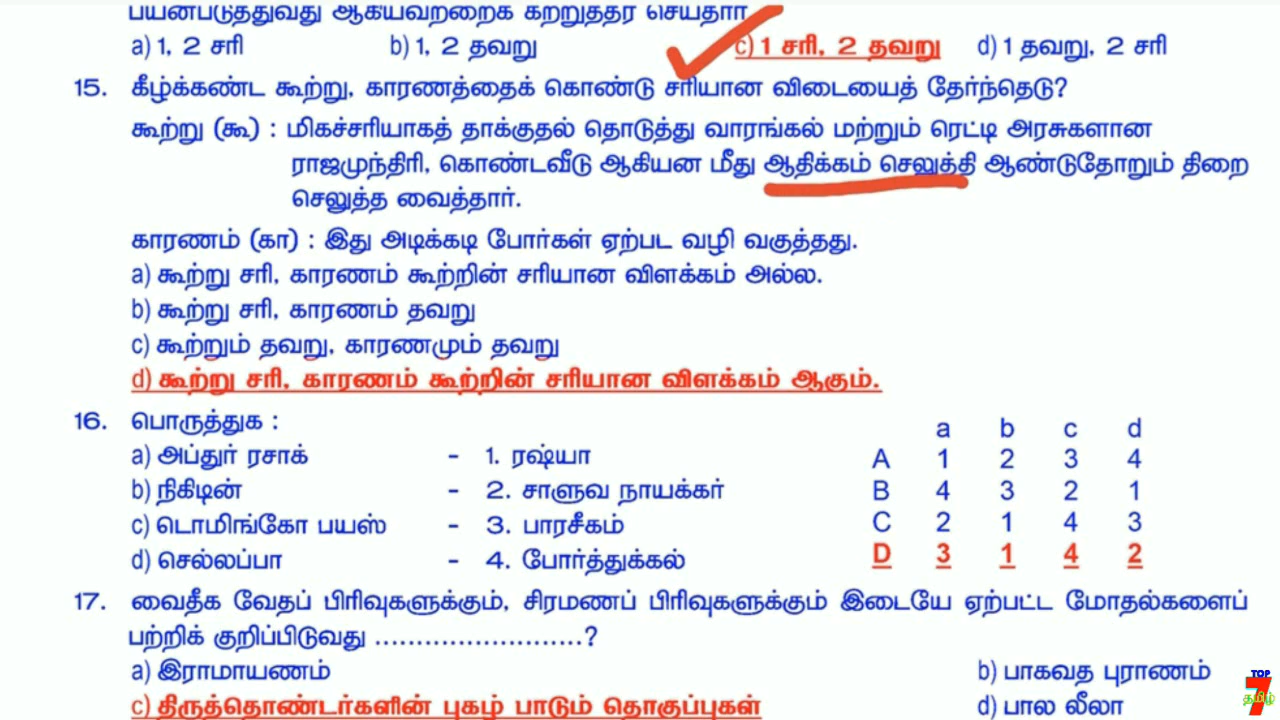 பயன்படுத்துவது ஆகியவற்றைக் கற்றுத்தர செய்தார்
a) 1, 2 சரி b) 1, 2 தவறு c) 1 சரி, 2 தவறு d) 1 தவறு, 2 சரி
15. கீழ்க்கண்ட கூற்று, காரணத்தைக் கொண்டு சரியான விடையைத் தேர்ந்தெடு?
கூற்று (கூ) : மிகச்சரியாகத் தாக்குதல் தொடுத்து வாரங்கல் மற்றும் ரெட்டி அரசுகளான
ராஜமுந்திரி, கொண்டவீடு ஆகியன மீது ஆதிக்கம் செலுத்தி ஆண்டுதோறும் திறை
செலுத்த வைத்தார்.
காரணம் (கா) : இது அடிக்கடி போர்கள் ஏற்பட வழி வகுத்தது.
a) கூற்று சரி, காரணம் கூற்றின் சரியான விளக்கம் அல்ல.
b) கூற்று சரி, காரணம் தவறு
c) கூற்றும் தவறு, காரணமும் தவறு
d) கூற்று சரி, காரணம் கூற்றின் சரியான விளக்கம் ஆகும்.
16. பொருத்துக :
a b c d
a) அப்துர் ரசாக் - 1. ரஷ்யா A 1 2 3 4
b) நிகிடின் - 2. சாளுவ நாயக்கர் B 4 3 2 1
c) டொமிங்கோ பயஸ் - 3. பாரசீகம் C 2 1 4 3
d) செல்லப்பா - 4. போர்த்துக்கல் D 3 1 4 2
17. வைதீக வேதப் பிரிவுகளுக்கும், சிரமணப் பிரிவுகளுக்கும் இடையே ஏற்பட்ட மோதல்களைப்
பற்றிக் குறிப்பிடுவது ...........................?
a) இராமாயணம் b) பாகவத புராணம்
c) திருத்தொண்டர்களின் புகழ் பாடும் தொகுப்புகள் d) பால லீலா
TOP
7
தமிழ்